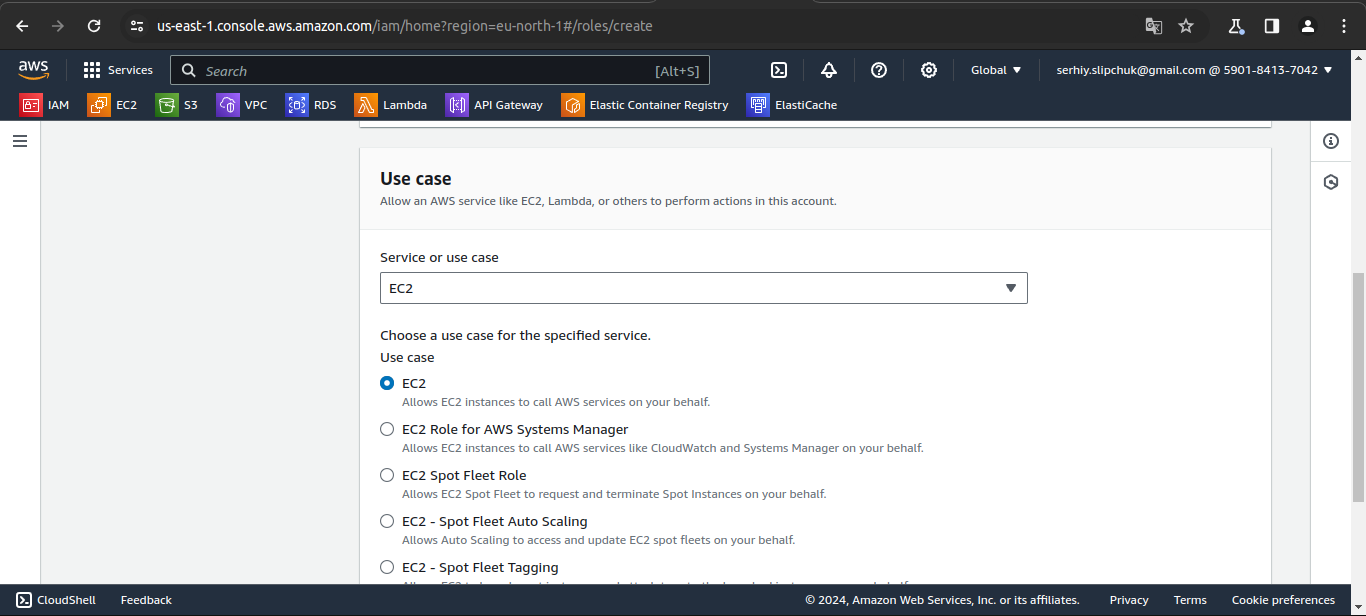 us-east-1.console.aws.amazon.com/iam/home?region=eu-north-1#/roles/create
aws Services Search [Alt+S] Global serhiy.slipchuk@gmail.com @ 5901-8413-7042
IAM EC2 S3 VPC RDS Lambda API Gateway Elastic Container Registry ElastiCache
Use case
Allow an AWS service like EC2, Lambda, or others to perform actions in this account.
Service or use case
EC2
Choose a use case for the specified service.
Use case
EC2
Allows EC2 instances to call AWS services on your behalf.
EC2 Role for AWS Systems Manager
Allows EC2 instances to call AWS services like CloudWatch and Systems Manager on your behalf.
EC2 Spot Fleet Role
Allows EC2 Spot Fleet to request and terminate Spot Instances on your behalf.
EC2 - Spot Fleet Auto Scaling
Allows Auto Scaling to access and update EC2 spot fleets on your behalf.
EC2 - Spot Fleet Tagging
CloudShell Feedback © 2024, Amazon Web Services, Inc. or its affiliates. Privacy Terms Cookie preferences